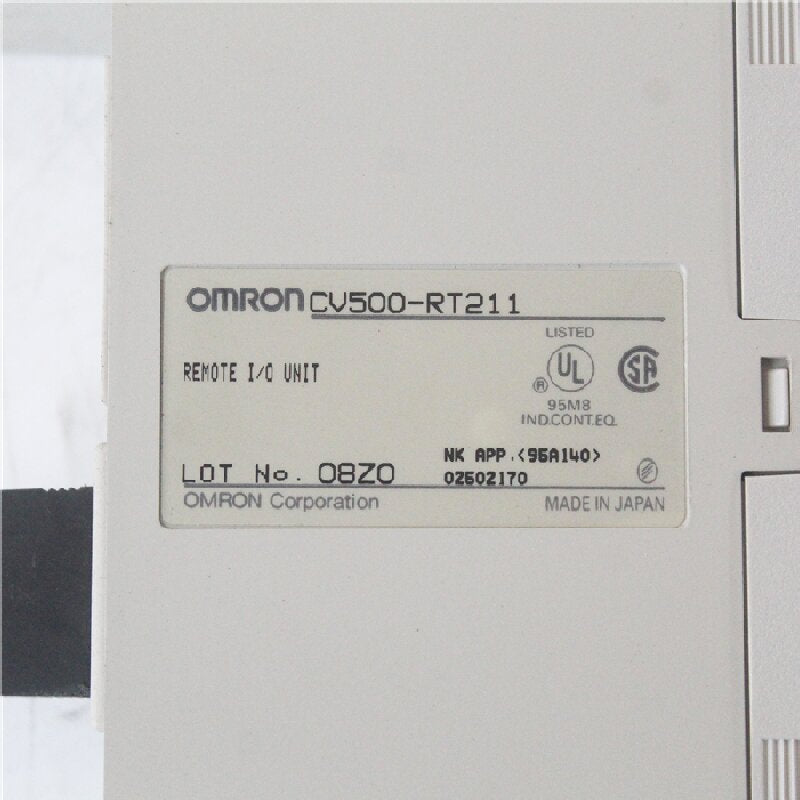 OMRON CV500-RT211
LISTED
REMOTE I/O UNIT
UL
®
SA
95M8
IND.CONT.EQ.
NK APP.<95A140>
LOT No. 08Z0
02502170
OMRON Corporation
MADE IN JAPAN